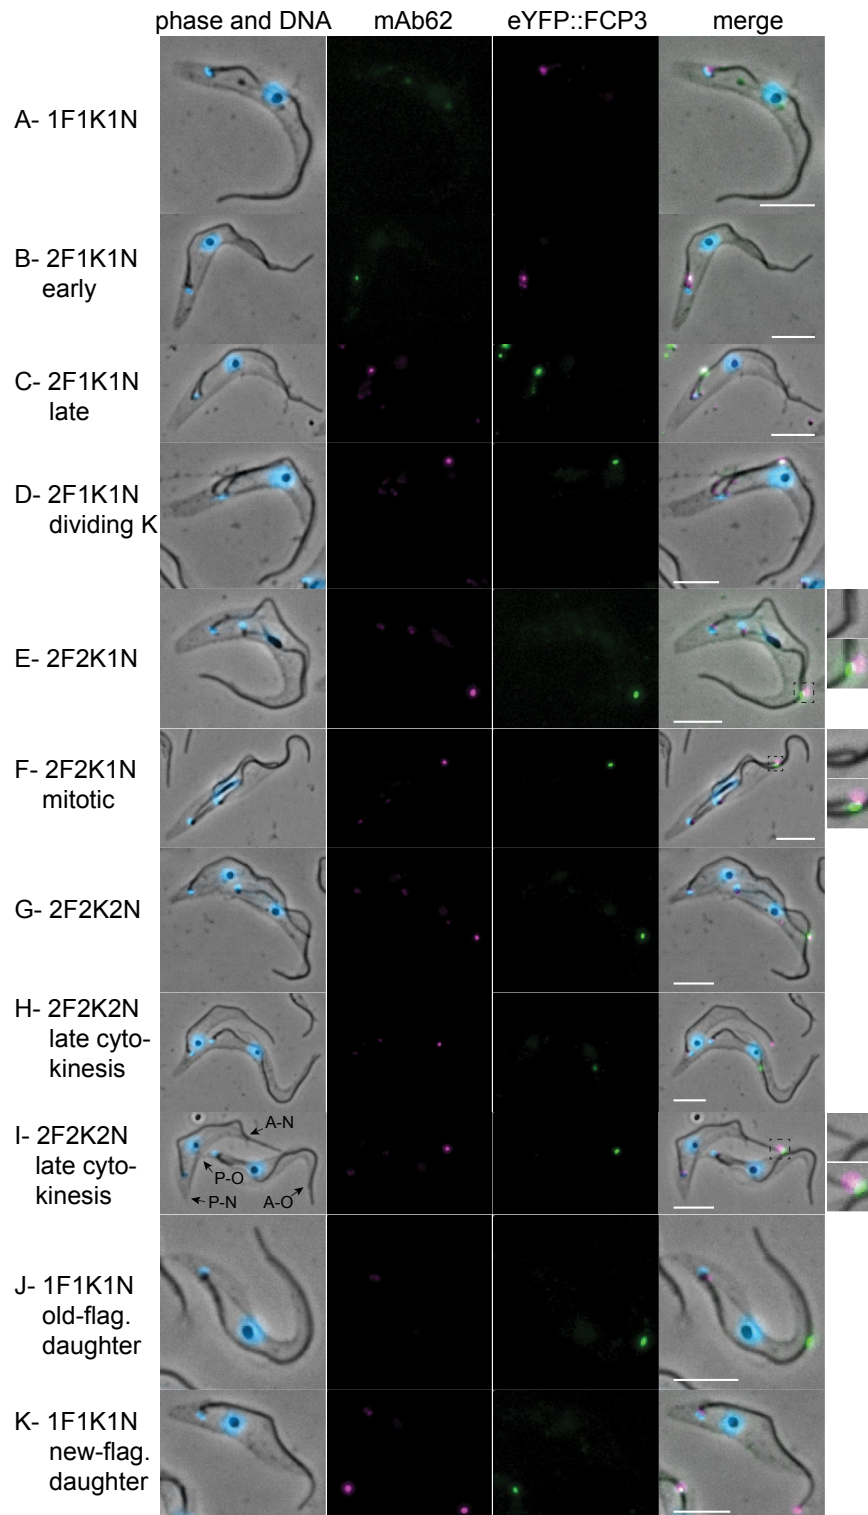 phase and DNA mAb62 eYFP::FCP3 merge
A- 1F1K1N
B- 2F1K1N
early
C- 2F1K1N
late
D- 2F1K1N
dividing K
E- 2F2K1N
F- 2F2K1N
mitotic
G- 2F2K2N
H- 2F2K2N
late cyto-
kinesis
I- 2F2K2N
late cyto-
kinesis
A-N
P-O
P-N
A-O
J- 1F1K1N
old-flag.
daughter
K- 1F1K1N
new-flag.
daughter